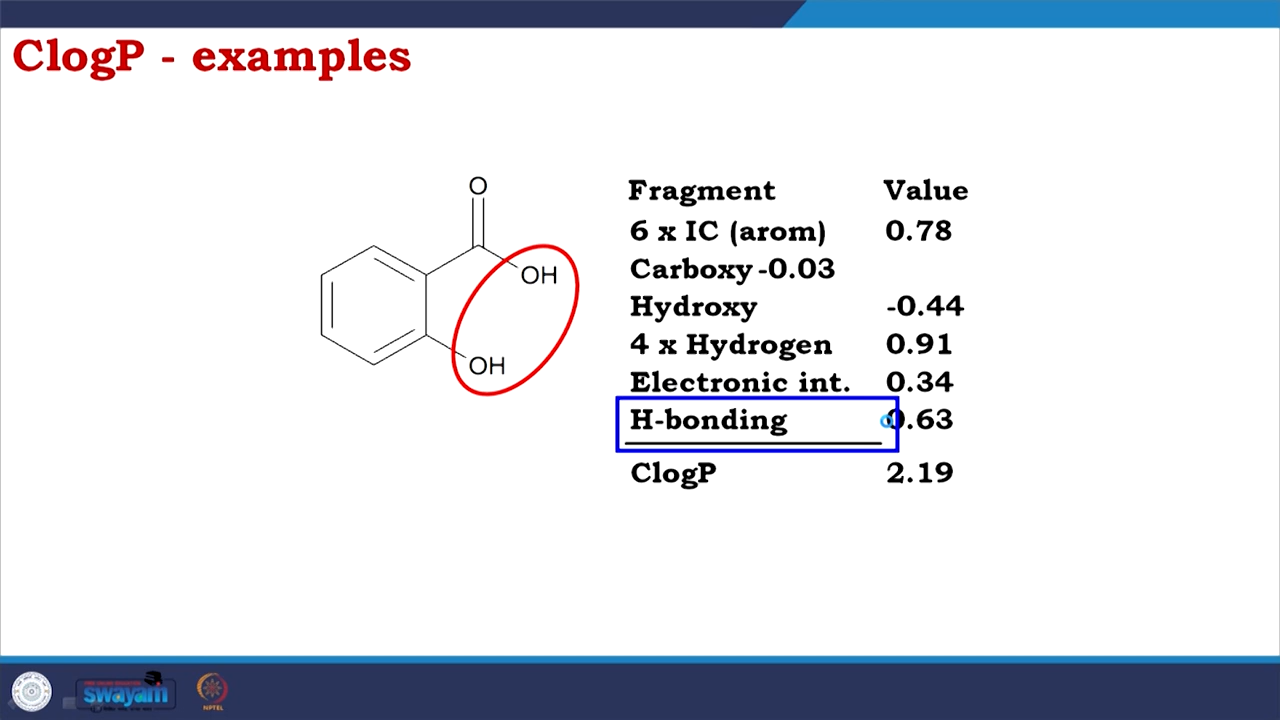 ClogP - examples
O
OH
OH
Fragment Value
6 x IC (arom) 0.78
Carboxy -0.03
Hydroxy -0.44
4 x Hydrogen 0.91
Electronic int. 0.34
H-bonding 0.63
ClogP 2.19
swayam
NPTEL